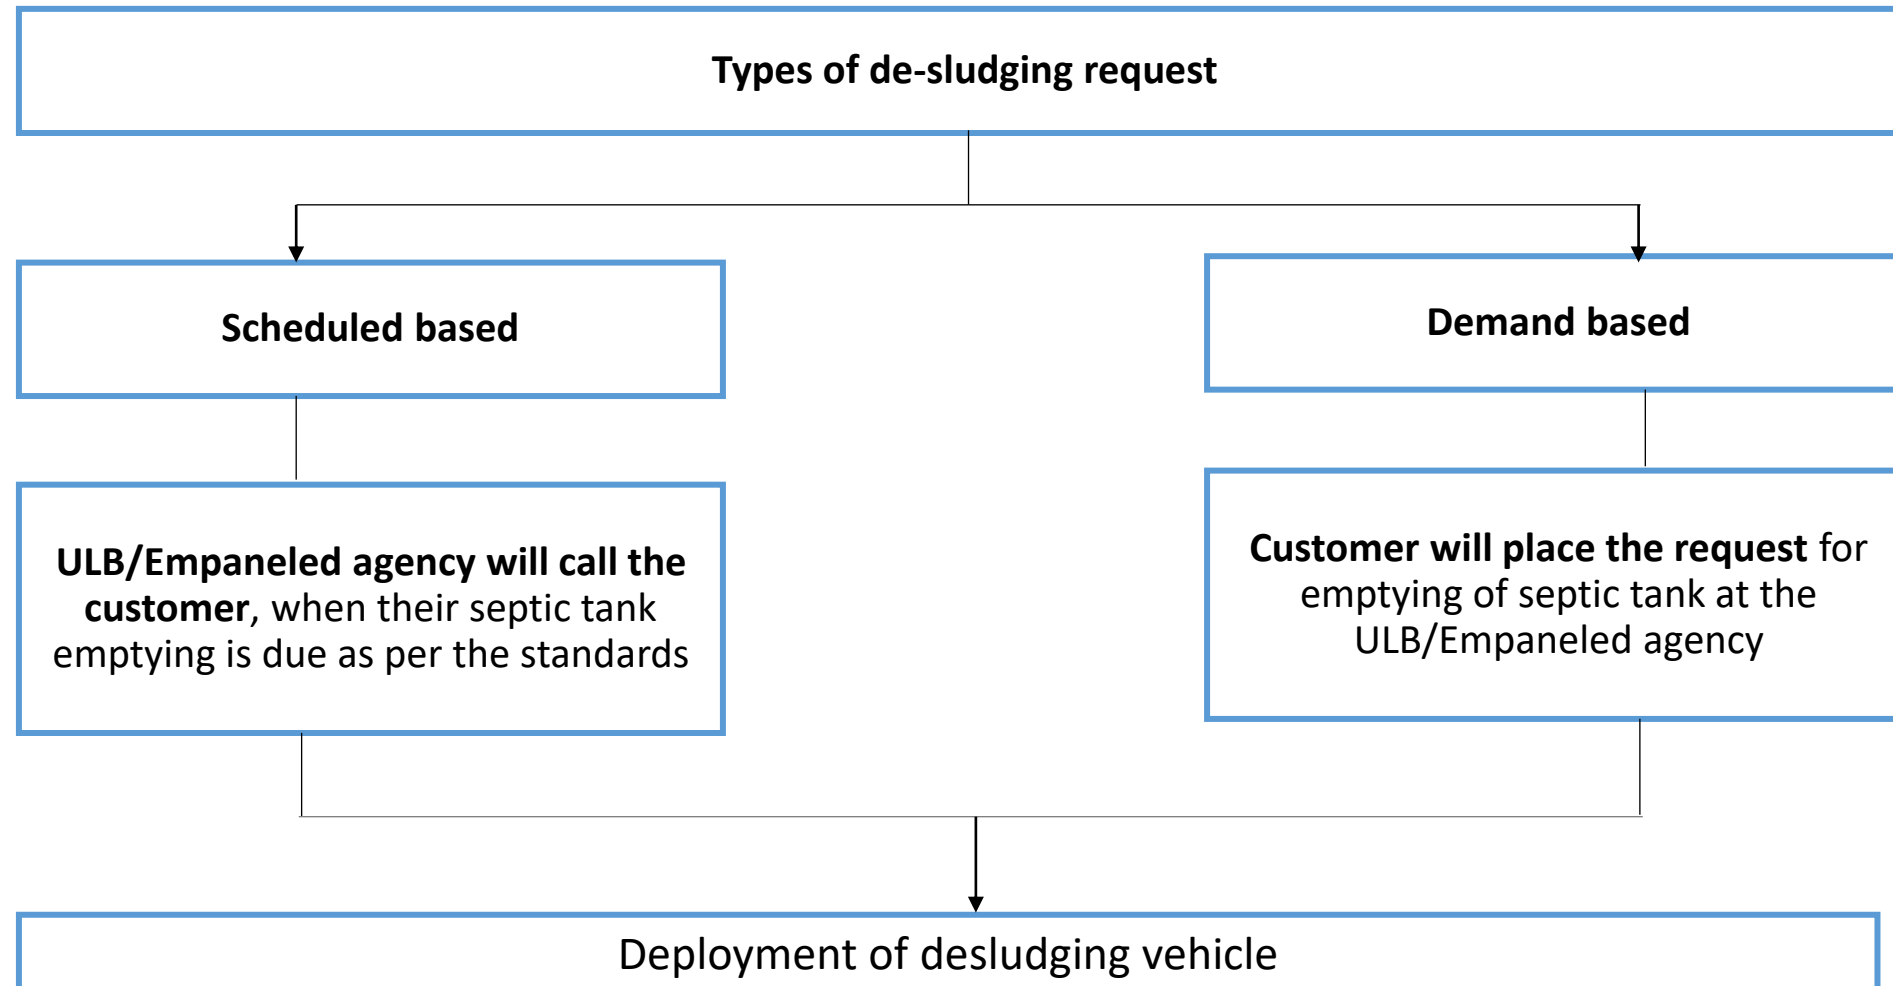 Types of de-sludging request
Scheduled based
Demand based
ULB/Empaneled agency will call the
customer, when their septic tank
emptying is due as per the standards
Customer will place the request for
emptying of septic tank at the
ULB/Empaneled agency
Deployment of desludging vehicle